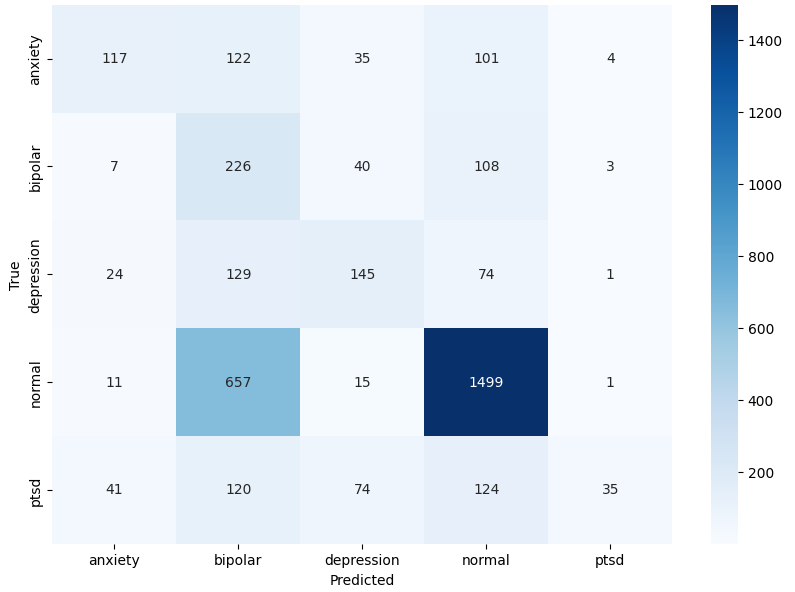 anxiety 117 122 35 101 4
bipolar 7 226 40 108 3
depression 24 129 145 74 1
normal 11 657 15 1499 1
ptsd 41 120 74 124 35
anxiety bipolar depression normal ptsd
Predicted
True
1400
1200
1000
800
600
400
200